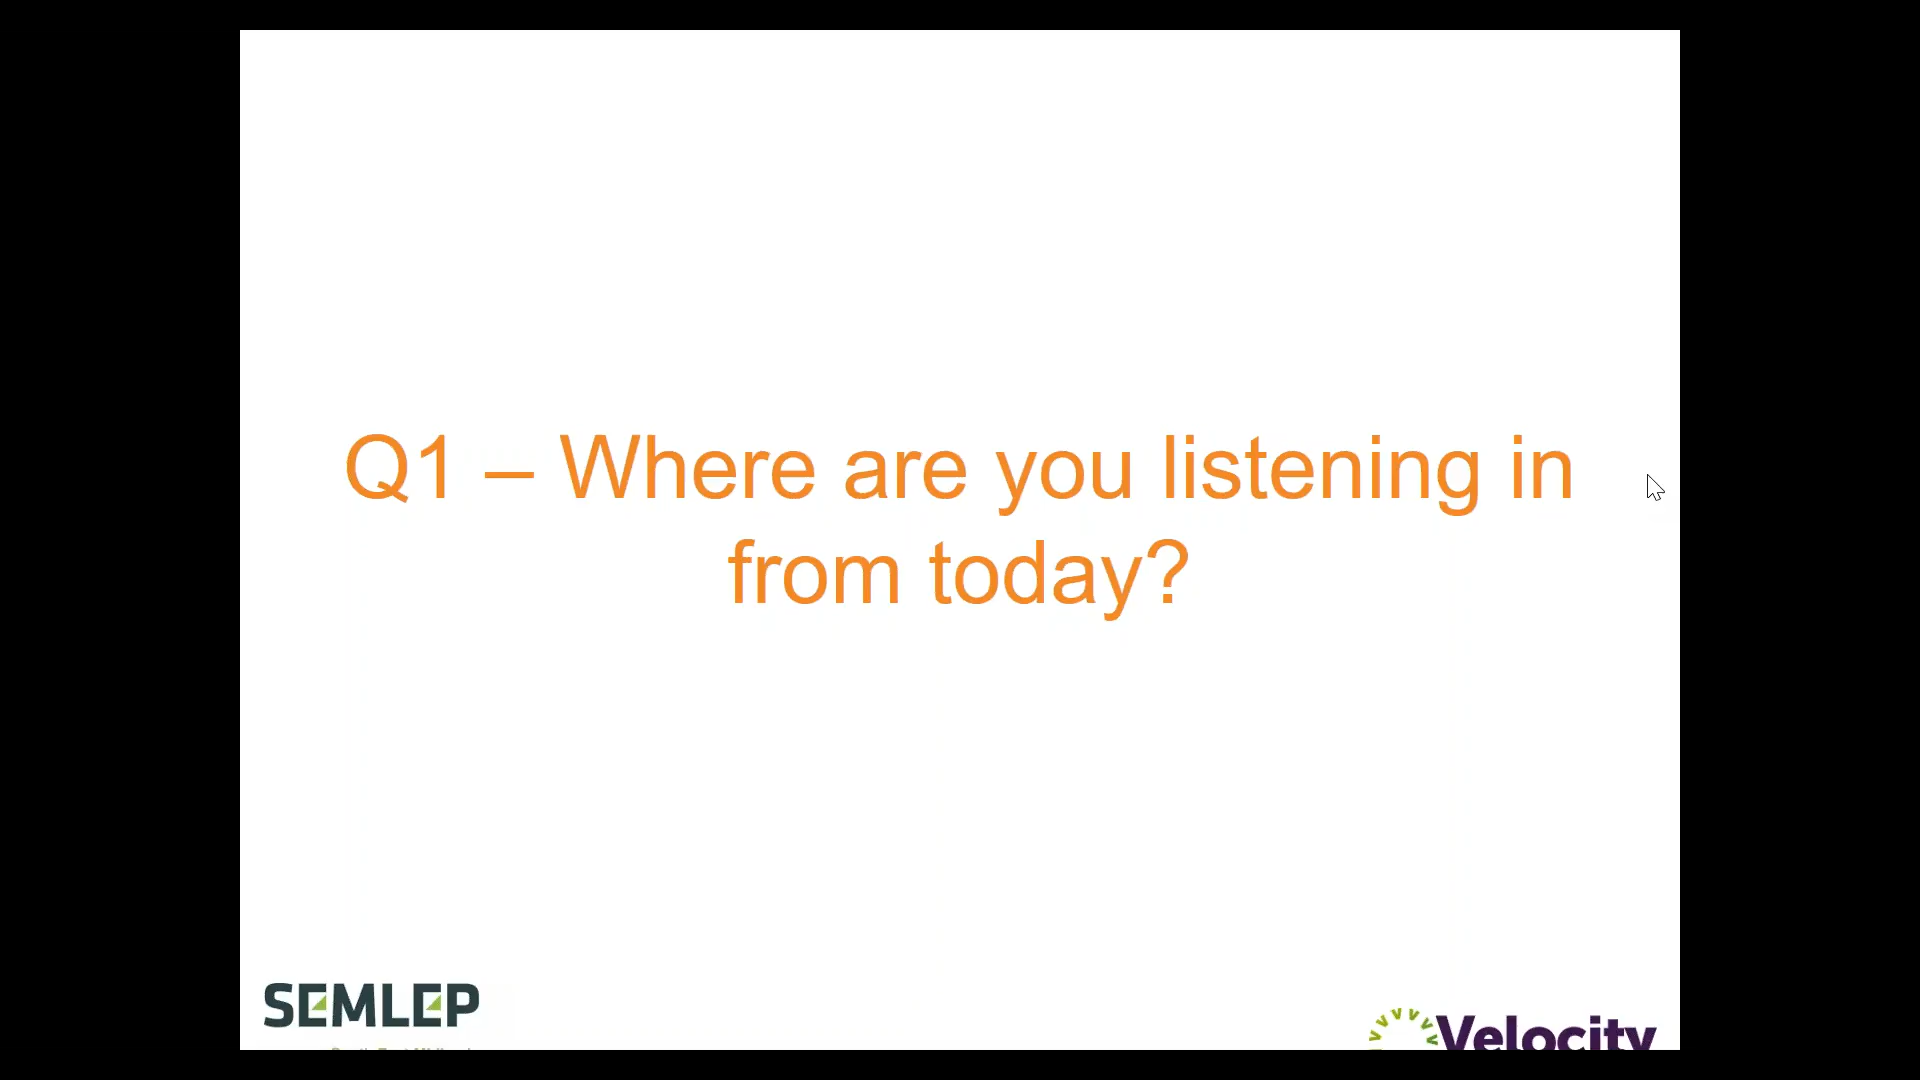 Q1 – Where are you listening in
from today?
SEMLEP
Velocity